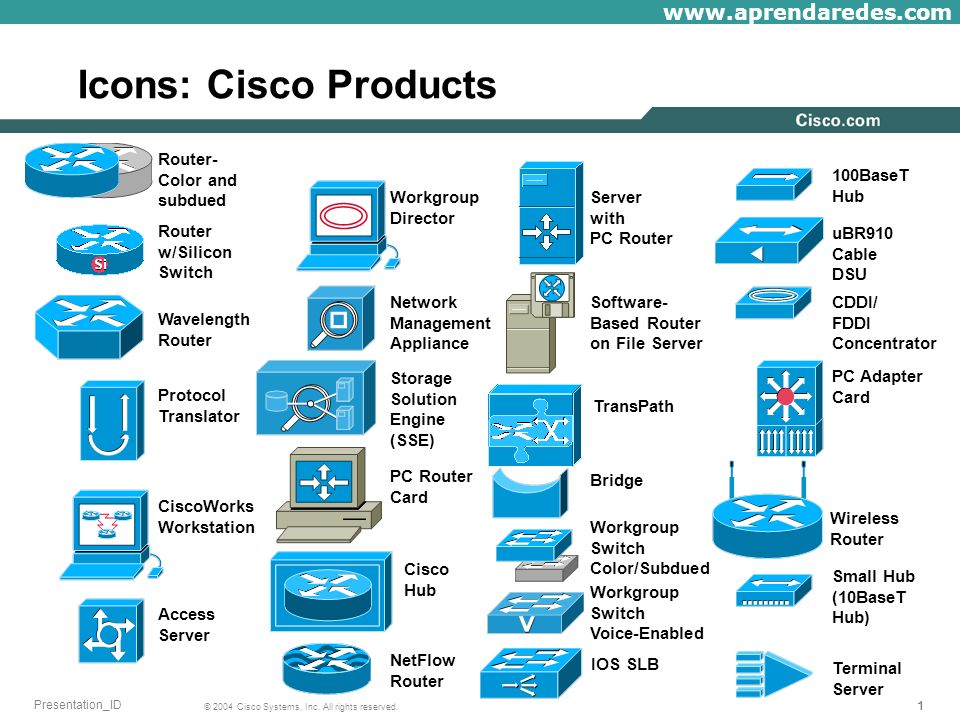 www.aprendaredes.com
Icons: Cisco Products
Cisco.com
Router-
Color and
subdued
Router
w/Silicon
Switch
Si
Wavelength
Router
Protocol
Translator
CiscoWorks
Workstation
Access
Server
Workgroup
Director
Network
Management
Appliance
Storage
Solution
Engine
(SSE)
PC Router
Card
Cisco
Hub
NetFlow
Router
Server
with
PC Router
Software-
Based Router
on File Server
TransPath
Bridge
Workgroup
Switch
Color/Subdued
Workgroup
Switch
Voice-Enabled
V
IOS SLB
100BaseT
Hub
uBR910
Cable
DSU
CDDI/
FDDI
Concentrator
PC Adapter
Card
Wireless
Router
Small Hub
(10BaseT
Hub)
Terminal
Server
Presentation_ID
© 2004 Cisco Systems, Inc. All rights reserved.
1